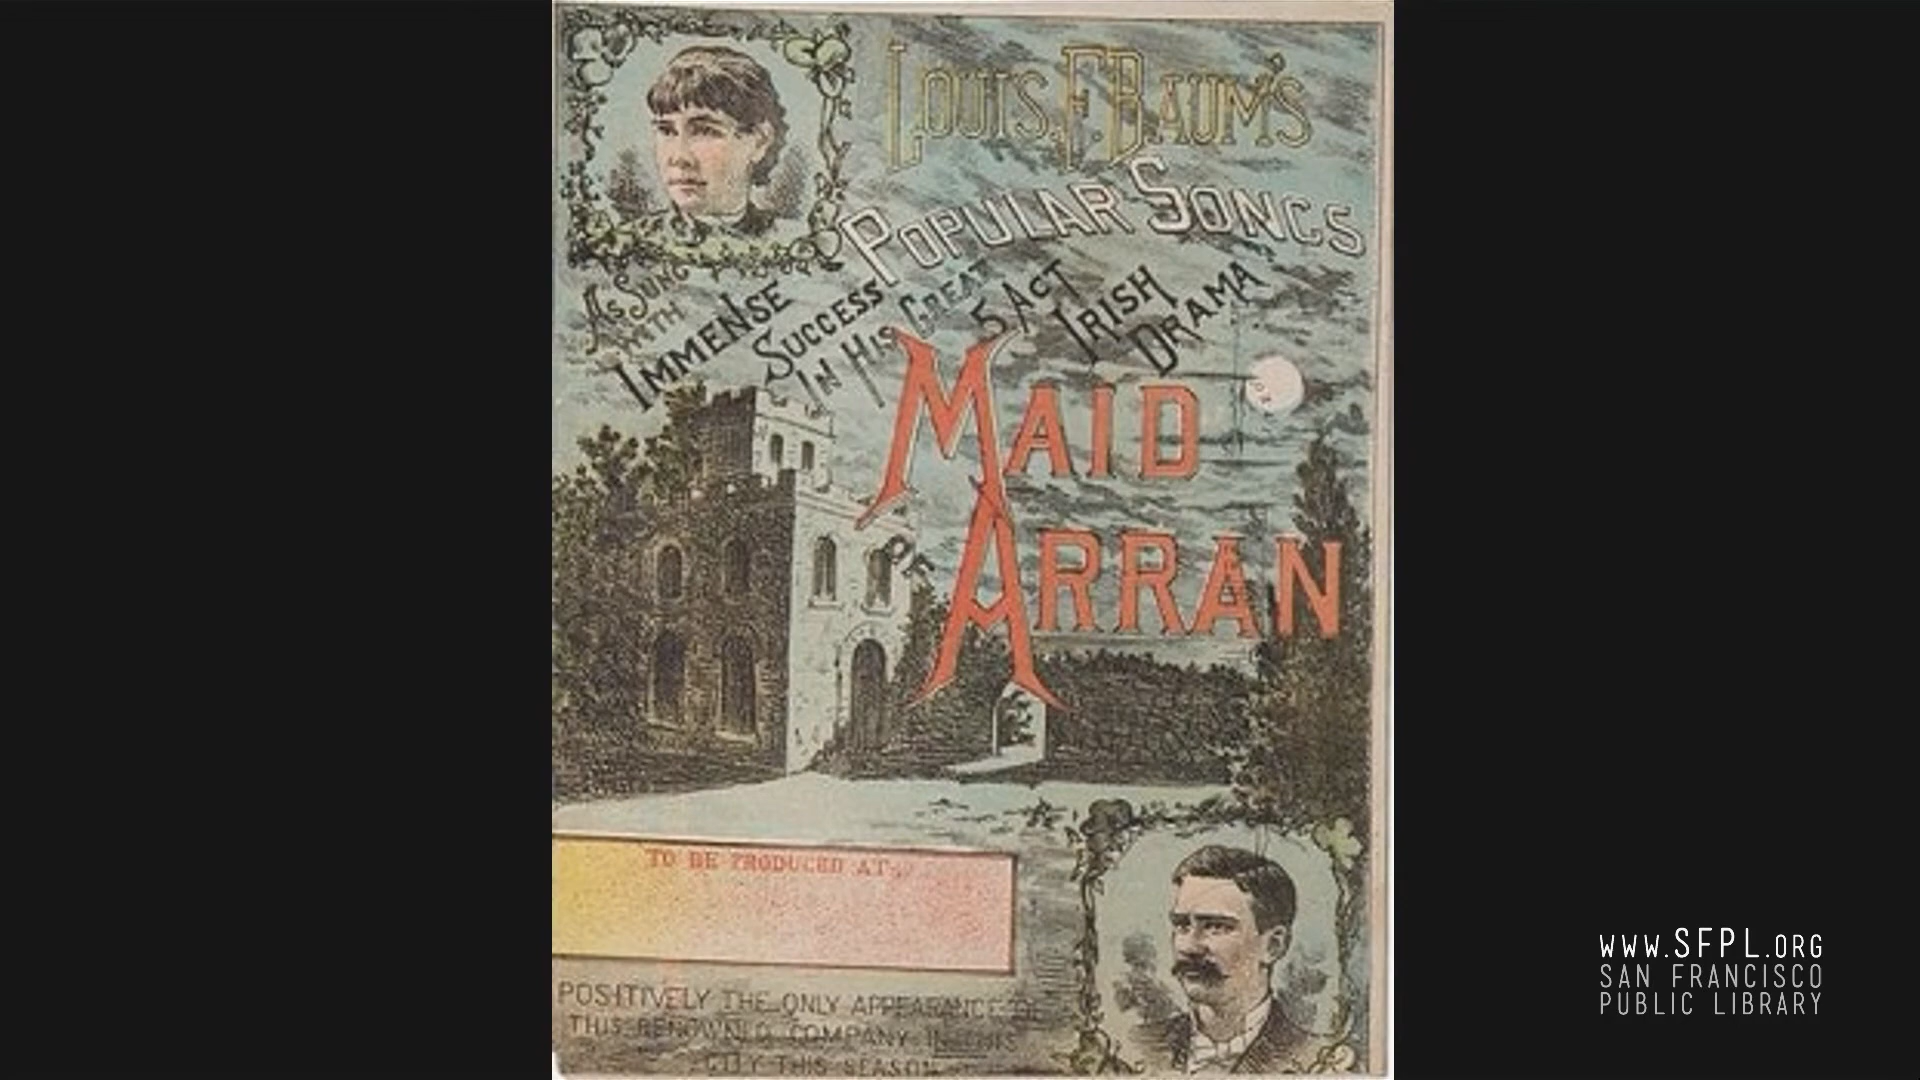 LOUIS. F. BAUM'S
POPULAR SONGS
AS SUNG
WITH
IMMENSE
SUCCESS
IN HIS GREAT
5 ACT
IRISH
DRAMA
MAID
OF
ARRAN
TO BE PRODUCED AT
POSITIVELY THE ONLY APPEARANCE OF
THIS RENOWNED COMPANY IN THIS
CITY THIS SEASON
WWW.SFPL.ORG
SAN FRANCISCO
PUBLIC LIBRARY